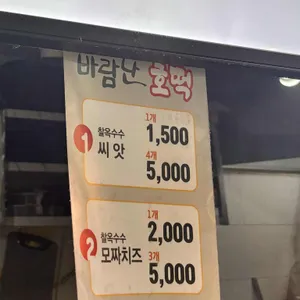 바람난 호떡
1 찰옥수수 씨앗
1개 1,500
4개 5,000
2 찰옥수수 모짜치즈
1개 2,000
3개 5,000